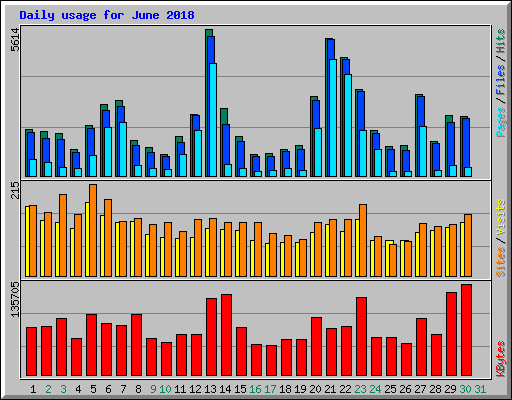 Daily usage for June 2018
5614
Pages / Files / Hits
215
Sites / Visits
135705
KBytes
1 2 3 4 5 6 7 8 9 10 11 12 13 14 15 16 17 18 19 20 21 22 23 24 25 26 27 28 29 30 31